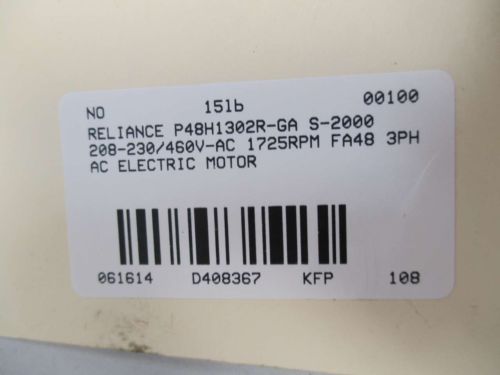 NO 15lb 00100
RELIANCE P48H1302R-GA S-2000
208-230/460V-AC 1725RPM FA48 3PH
AC ELECTRIC MOTOR
061614 D408367 KFP 108